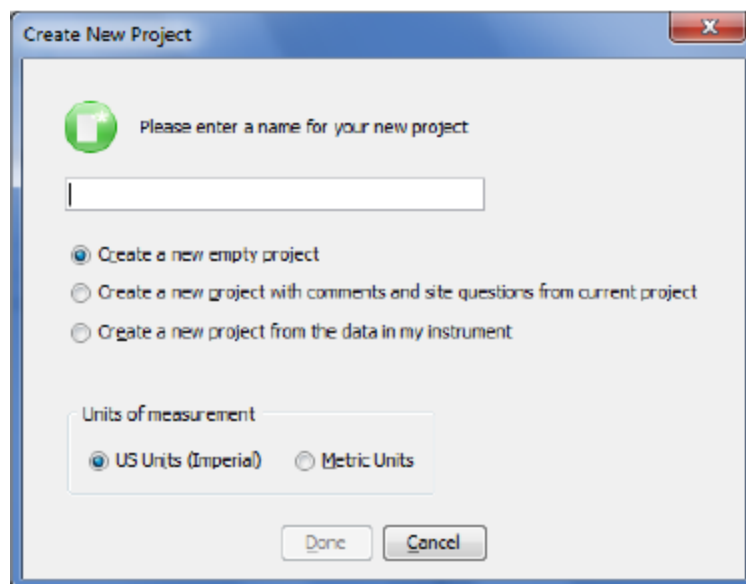 Create New Project
Please enter a name for your new project
Create a new empty project
Create a new project with comments and site questions from current project
Create a new project from the data in my instrument
Units of measurement
US Units (Imperial) Metric Units
Done Cancel